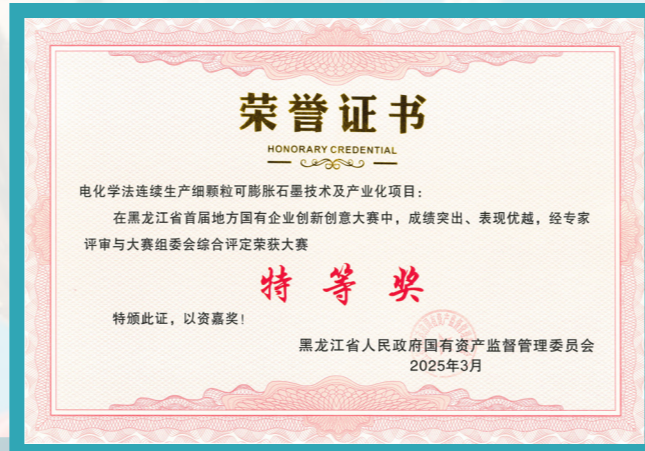 荣誉证书
HONORARY CREDENTIAL
电化学法连续生产细颗粒可膨胀石墨技术及产业化项目：
在黑龙江省首届地方国有企业创新创意大赛中，成绩突出、表现优越，经专家
评审与大赛组委会综合评定荣获大赛
特等奖
特颁此证，以资嘉奖！
黑龙江省人民政府国有资产监督管理委员会
2025年3月